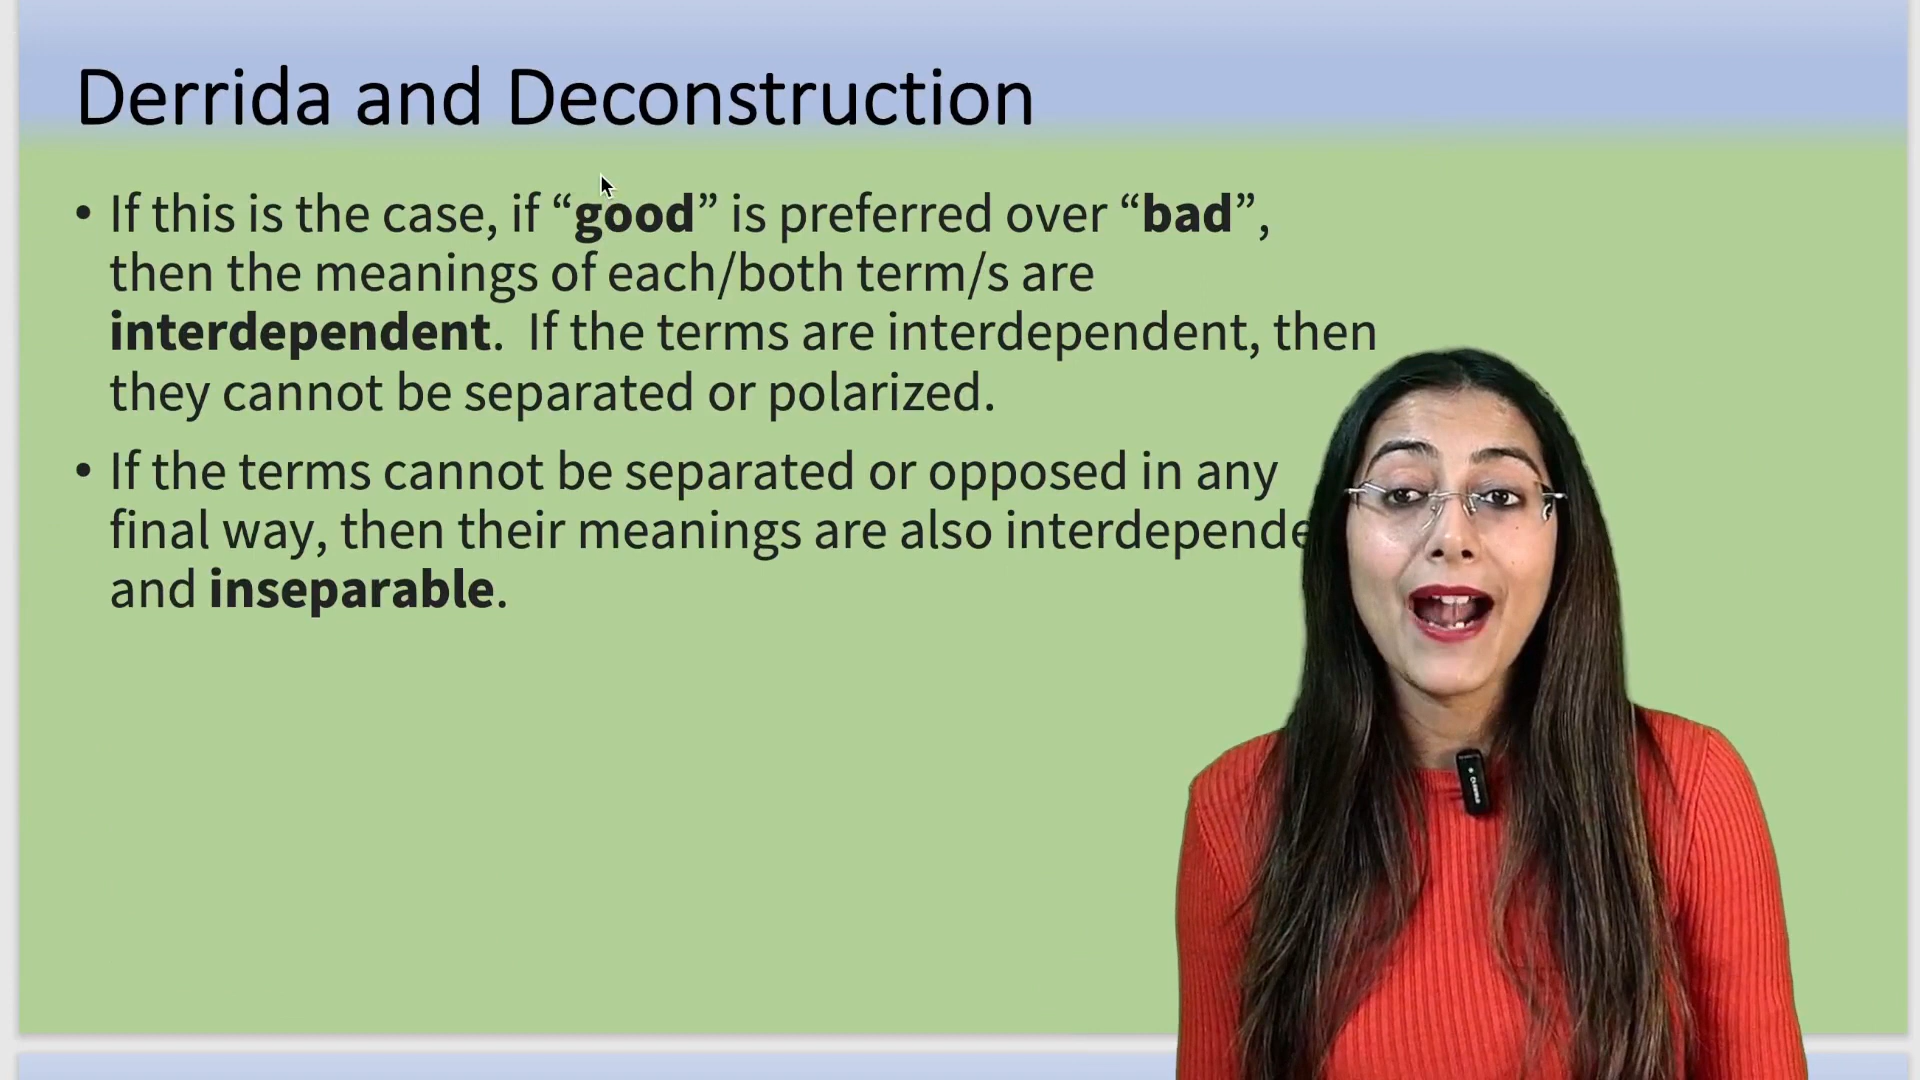 Derrida and Deconstruction
• If this is the case, if “good” is preferred over “bad”,
then the meanings of each/both term/s are
interdependent.  If the terms are interdependent, then
they cannot be separated or polarized.
• If the terms cannot be separated or opposed in any
final way, then their meanings are also
and inseparable.